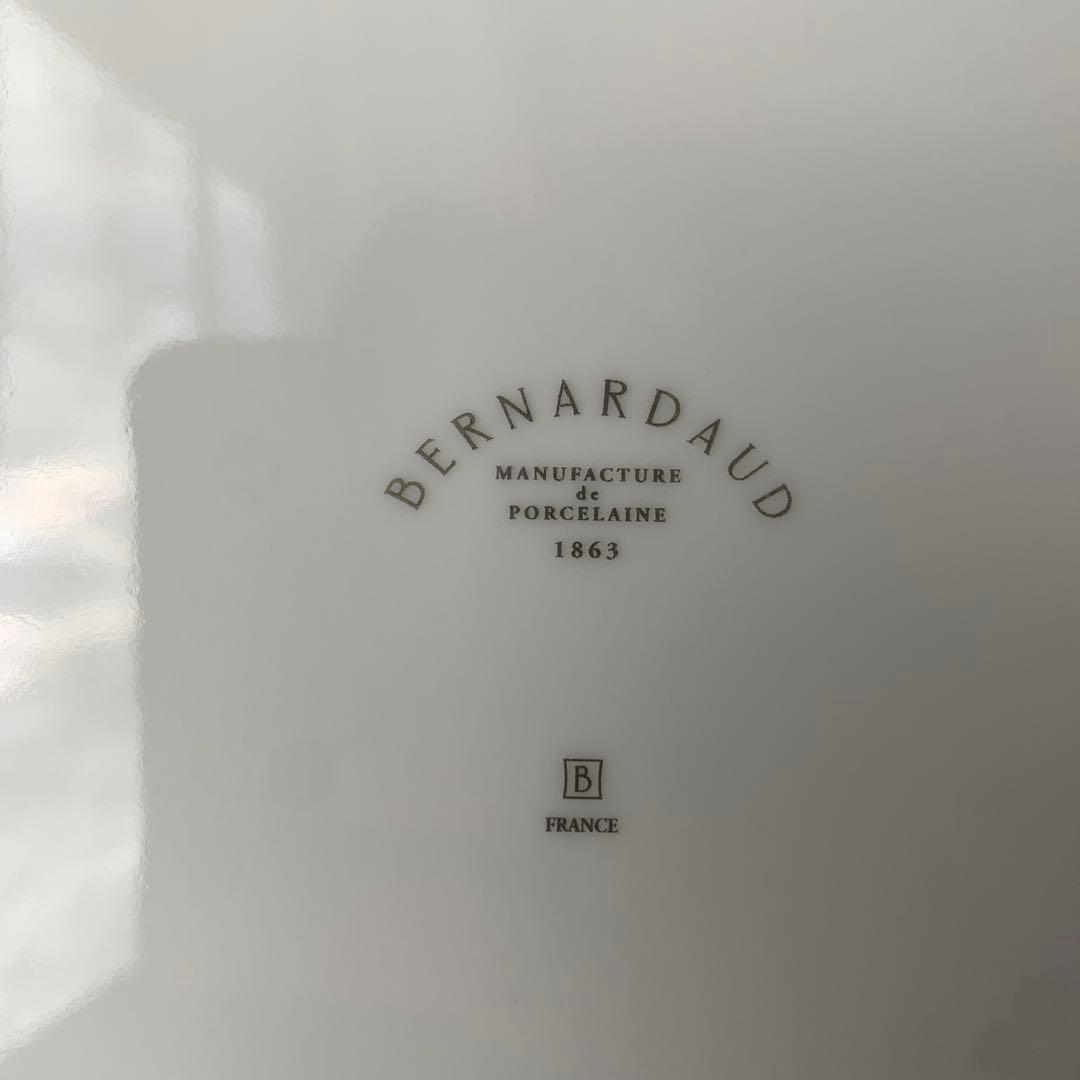 BERNARDAUD
MANUFACTURE
de
PORCELAINE
1863
B
FRANCE